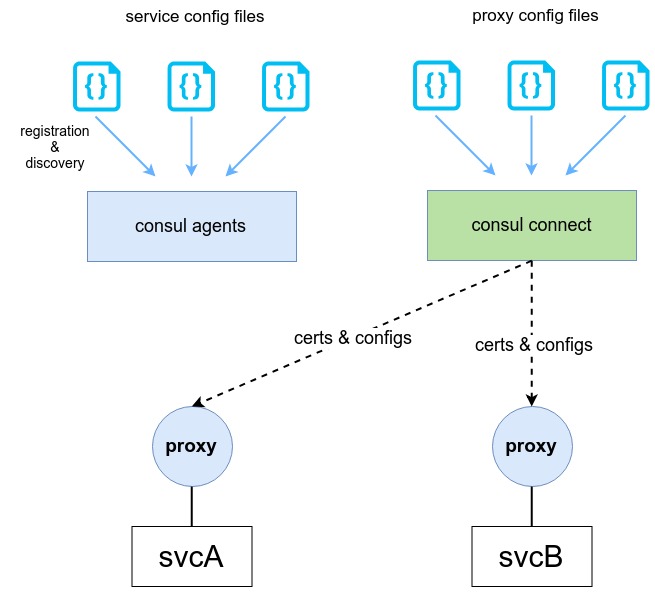 service config files
proxy config files
{}
{}
{}
{}
{}
{}
registration
&
discovery
consul agents
consul connect
certs & configs
certs & configs
proxy
proxy
svcA
svcB